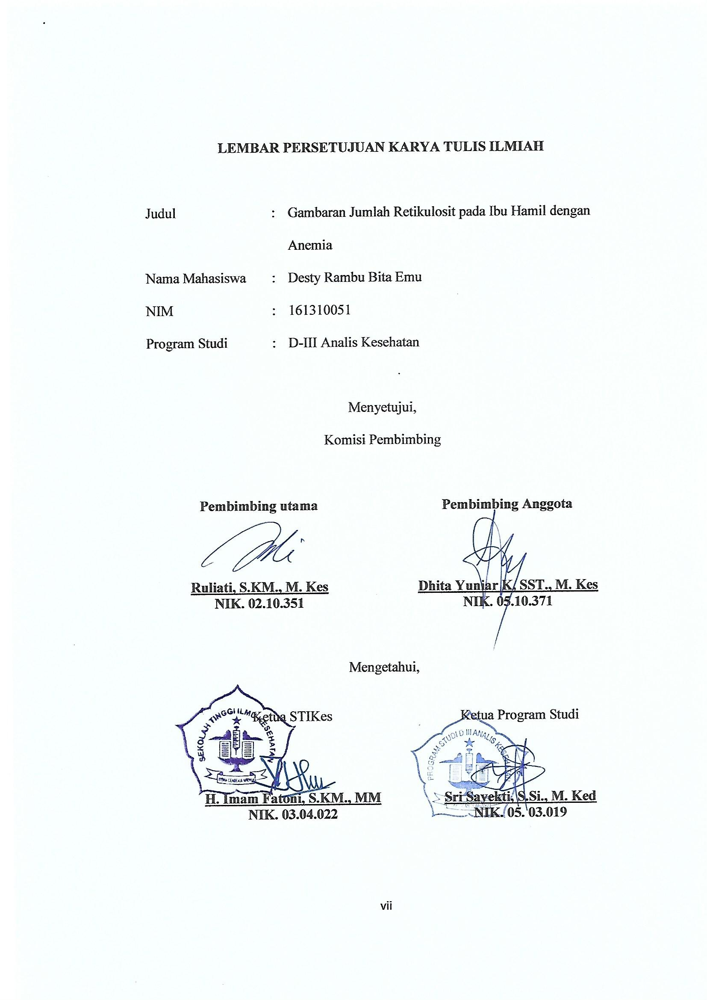 LEMBAR PERSETUJUAN KARYA TULIS ILMIAH
Judul : Gambaran Jumlah Retikulosit pada Ibu Hamil dengan
Anemia
Nama Mahasiswa : Desty Rambu Bita Emu
NIM : 161310051
Program Studi : D-III Analis Kesehatan
Menyetujui,
Komisi Pembimbing
Pembimbing utama Pembimbing Anggota
Ruliati, S.KM., M. Kes Dhita Yuniar K, SST., M. Kes
NIK. 02.10.351 NIK. 05.10.371
Mengetahui,
Ketua STIKes Ketua Program Studi
SEKOLAH TINGGI ILMU KESEHATAN PROGRAM STUDI D III ANALIS KESEHATAN
H. Imam Fatoni, S.KM., MM Sri Sayekti, S.Si., M. Ked
NIK. 03.04.022 NIK. 05. 03.019
vii